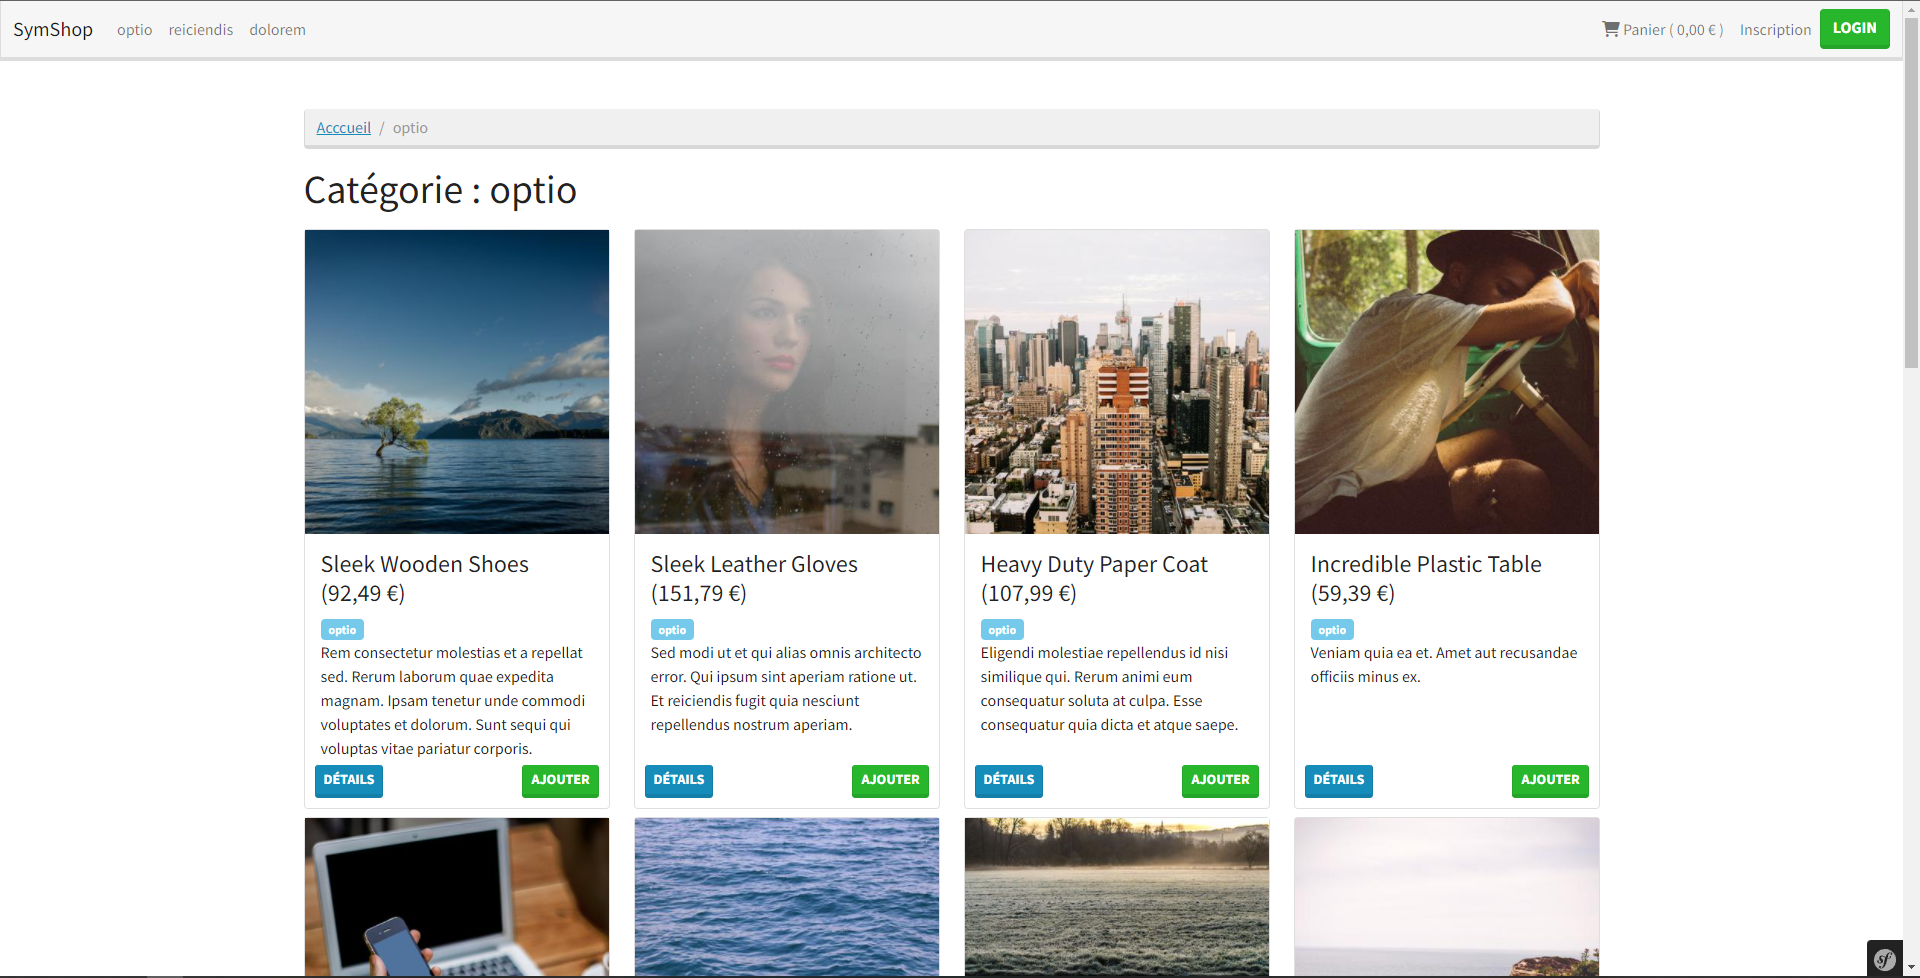 SymShop optio reiciendis dolorem Panier ( 0,00 € ) Inscription LOGIN
Acccueil / optio
Catégorie : optio
Sleek Wooden Shoes
(92,49 €)
optio
Rem consectetur molestias et a repellat
sed. Rerum laborum quae expedita
magnam. Ipsam tenetur unde commodi
voluptates et dolorum. Sunt sequi qui
voluptas vitae pariatur corporis.
DÉTAILS AJOUTER
Sleek Leather Gloves
(151,79 €)
optio
Sed modi ut et qui alias omnis architecto
error. Qui ipsum sint aperiam ratione ut.
Et reiciendis fugit quia nesciunt
repellendus nostrum aperiam.
DÉTAILS AJOUTER
Heavy Duty Paper Coat
(107,99 €)
optio
Eligendi molestiae repellendus id nisi
similique qui. Rerum animi eum
consequatur soluta at culpa. Esse
consequatur quia dicta et atque saepe.
DÉTAILS AJOUTER
Incredible Plastic Table
(59,39 €)
optio
Veniam quia ea et. Amet aut recusandae
officiis minus ex.
DÉTAILS AJOUTER
sf